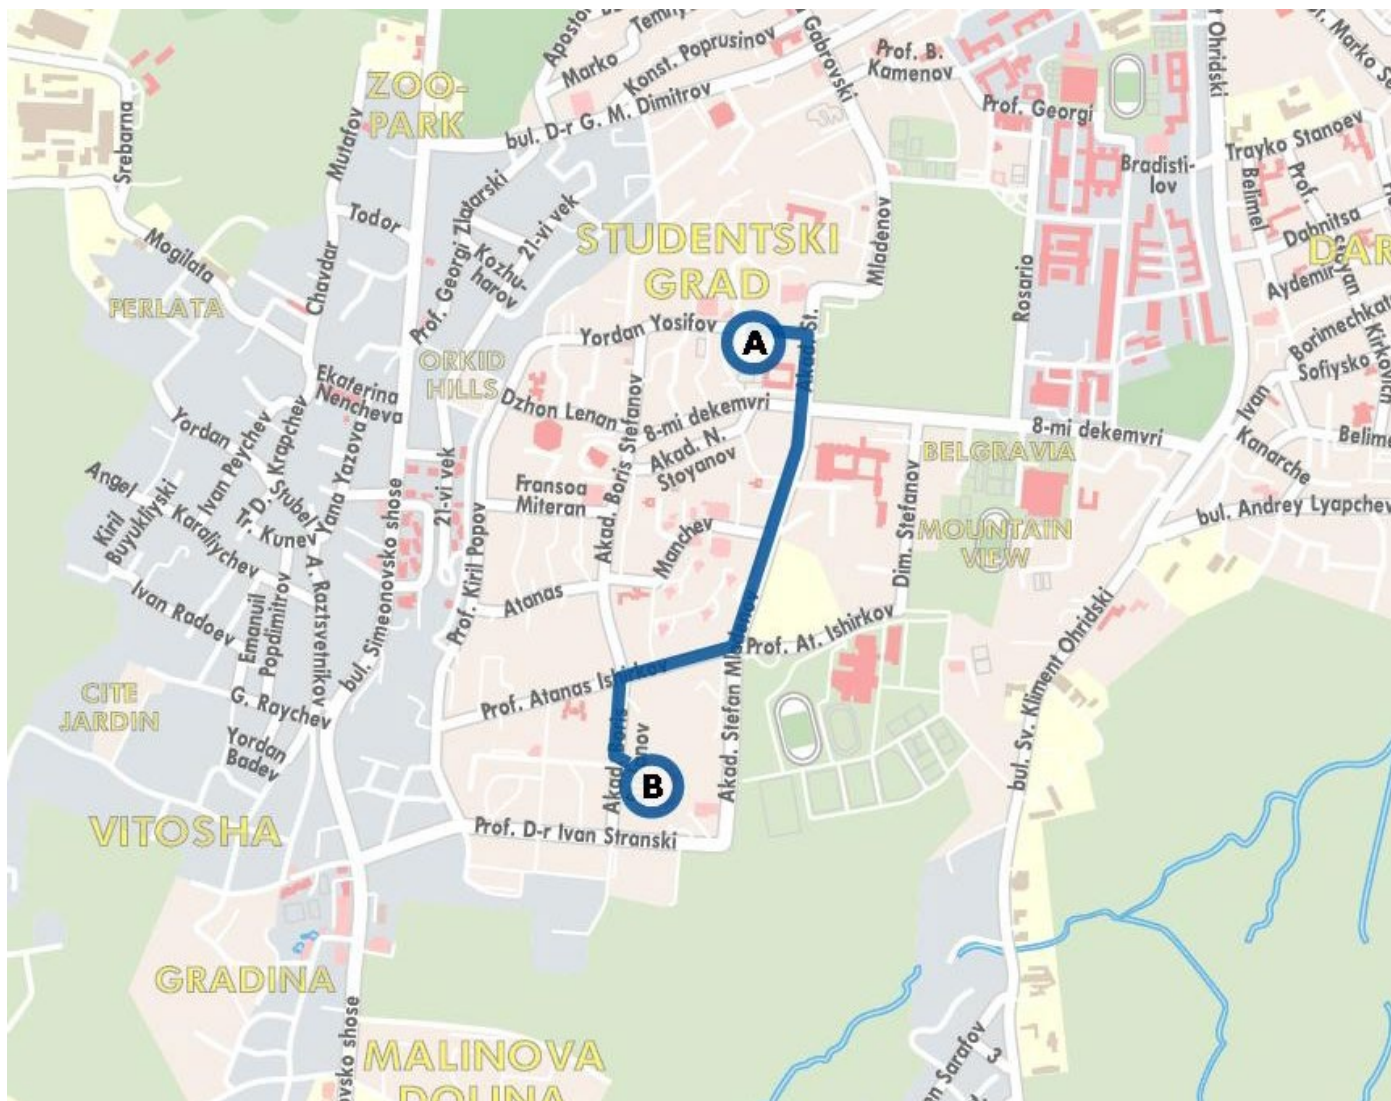 Apostol
Marko
Temnys
Konst. Poprusinov
Gabrovski
Prof. B.
Kamenov
Ohridski
ZOO-
PARK
bul. D-r G. M. Dimitrov
Prof. Georgi
Bradisti-
lov
Trayko Stanoev
Belimel
Prof.
Srebarna
Mutafov
Todor
Prof. Georgi Zlatarski
21-vi vek
Kozhu-
harov
STUDENTSKI
GRAD
Mladenov
Dabnitsa
Stoyan
DAR
Aydemir
Mogilata
PERLATA
Chavdar
Rosario
Borimechkata
Kirkovich
Sofiysko
Yordan Yosifov
A
Akad. St.
ORKID
HILLS
Ekaterina
Nencheva
Dzhon Lenan
Akad. Boris Stefanov
8-mi dekemvri
Akad. N.
Stoyanov
8-mi dekemvri
BELGRAVIA
Ivan
Kanarche
Belime
Yordan
Ivan Peychev
D. Krapchev
Stubel
Yana Yazova
Angel
Karaliychev
Kiril
Buyukliyski
Tr. Kunev
21-vi vek
Fransoa
Miteran
Manchev
Dim. Stefanov
MOUNTAIN
VIEW
bul. Andrey Lyapchev
Ivan Radoev
Emanuil
Popdimitrov
A. Raztsvetnikov
bul. Simeonovsko shose
Prof. Kiril Popov
Atanas
Prof. At. Ishirkov
bul. Sv. Kliment Ohridski
Prof. Atanas Ishirkov
CITE
JARDIN
G. Raychev
Yordan
Badev
Akad. Boris
Akad. Stefan Mladenov
B
VITOSHA
Prof. D-r Ivan Stranski
GRADINA
MALINOVA
DOLINA